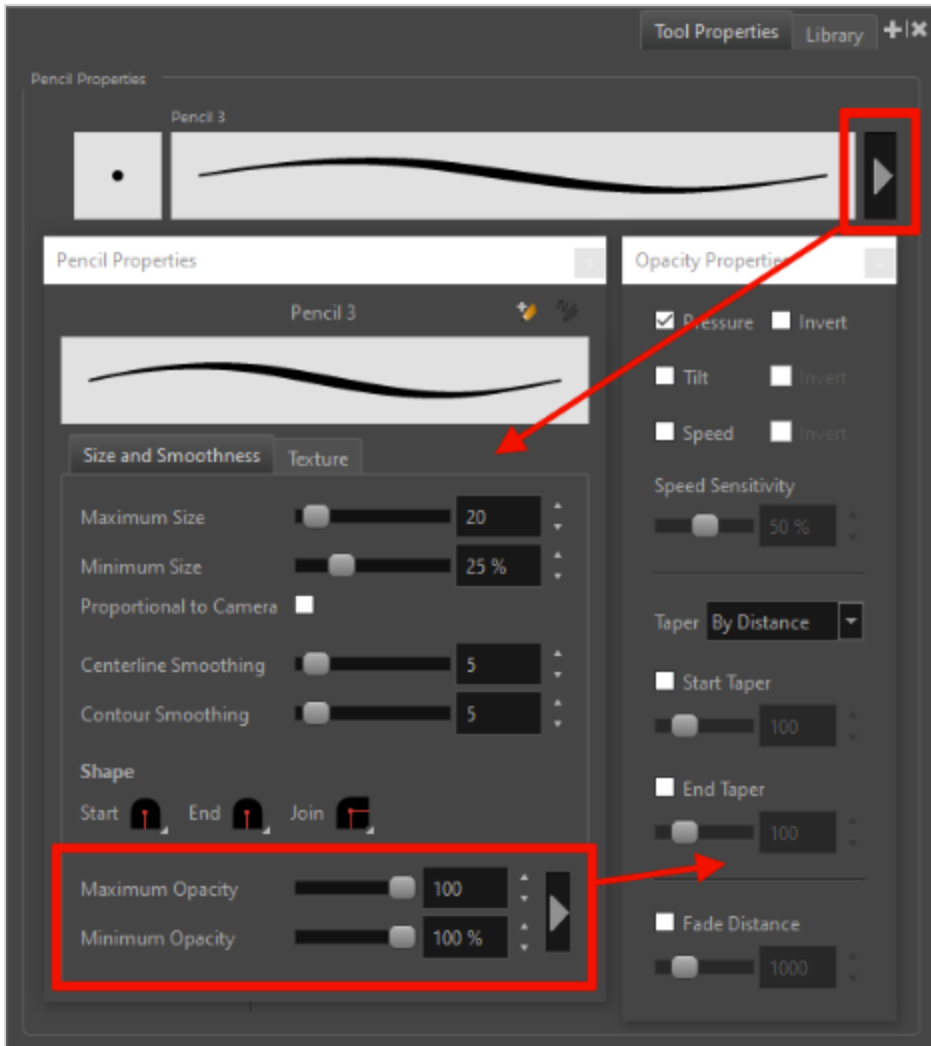 Tool Properties Library
Pencil Properties
Pencil 3
Pencil Properties
Pencil 3
Size and Smoothness Texture
Maximum Size 20
Minimum Size 25 %
Proportional to Camera
Centerline Smoothing 5
Contour Smoothing 5
Shape
Start End Join
Maximum Opacity 100
Minimum Opacity 100 %
Opacity Properties
Pressure Invert
Tilt Invert
Speed Invert
Speed Sensitivity
50 %
Taper By Distance
Start Taper
100
End Taper
100
Fade Distance
1000